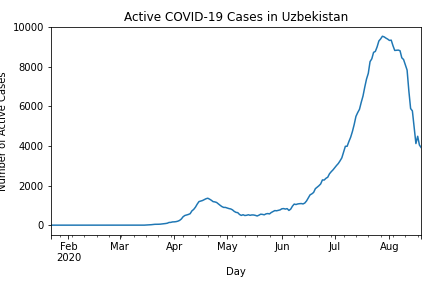 Active COVID-19 Cases in Uzbekistan
Number of Active Cases
10000
8000
6000
4000
2000
0
Feb Mar Apr May Jun Jul Aug
2020
Day